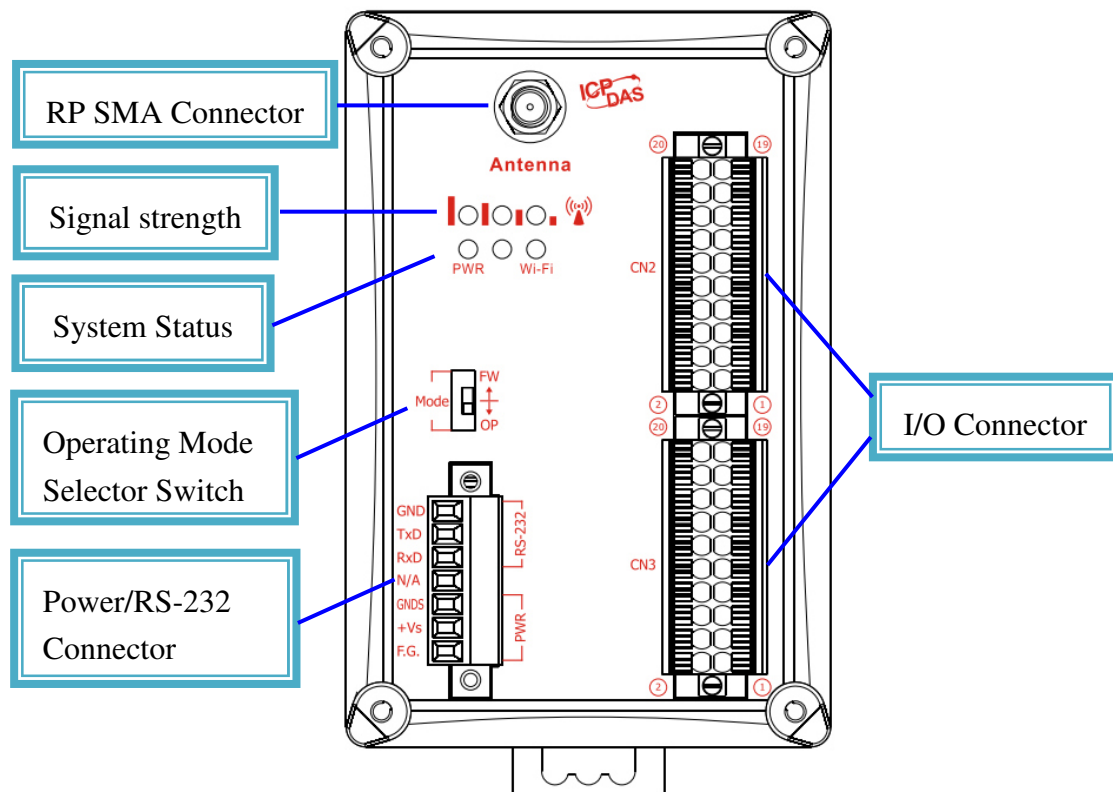 RP SMA Connector
ICP
DAS
Antenna
Signal strength
PWR
Wi-Fi
System Status
20
19
CN2
2
1
FW
Mode
OP
Operating Mode
Selector Switch
I/O Connector
20
19
CN3
2
1
GND
TxD
RxD
RS-232
N/A
GNDS
+Vs
F.G.
PWR
Power/RS-232
Connector